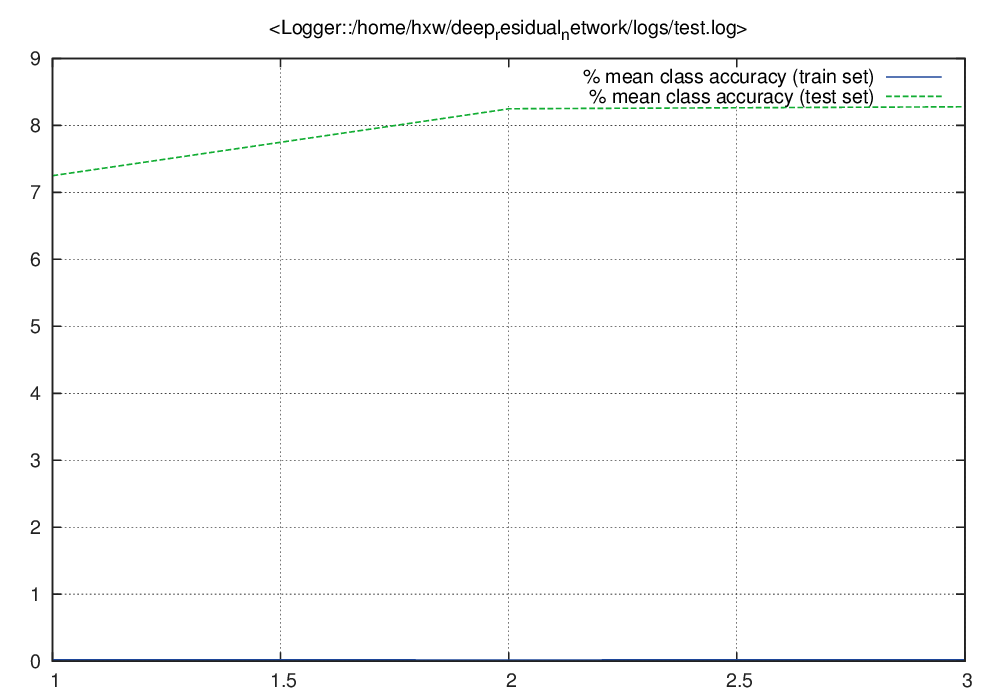 <Logger::/home/hxw/deepresidualnetwork/logs/test.log>
% mean class accuracy (train set)
% mean class accuracy (test set)
9
8
7
6
5
4
3
2
1
0
1 1.5 2 2.5 3